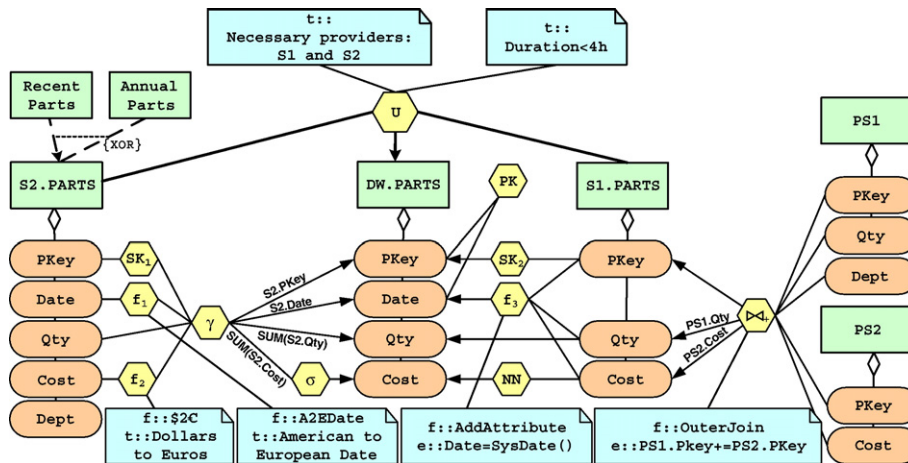 t::
Necessary providers:
S1 and S2
t::
Duration<4h
Recent
Parts
Annual
Parts
{XOR}
U
PS1
S2.PARTS
DW.PARTS
PK
S1.PARTS
PKey
Qty
Dept
PKey
SK1
S2.PKey
PKey
SK2
PKey
Date
f1
S2.Date
Date
f3
Qty
γ
SUM(S2.Qty)
Qty
Qty
PS1.Qty
⋈+
PS2
Cost
f2
SUM(S2.Cost)
σ
Cost
NN
Cost
PS2.Cost
Dept
PKey
Cost
f::$2€
t::Dollars
to Euros
f::A2EDate
t::American to
European Date
f::AddAttribute
e::Date=SysDate()
f::OuterJoin
e::PS1.Pkey+=PS2.PKey